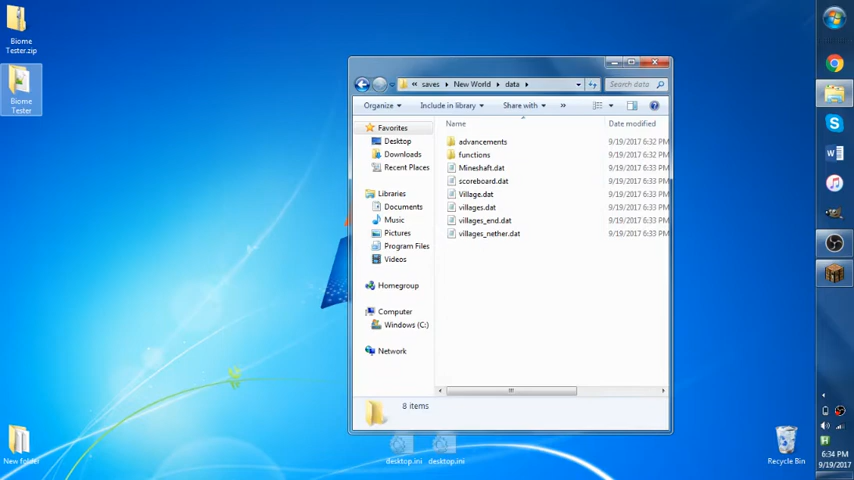 Biome
Tester.zip
Biome
Tester
New folder
« saves New World data
Search data
Organize
Include in library
Share with
»
Name
Date modified
Favorites
Desktop
Downloads
Recent Places
Libraries
Documents
Music
Pictures
Program Files
Videos
Homegroup
Computer
Windows (C:)
Network
advancements 9/19/2017 6:32 PM
functions 9/19/2017 6:32 PM
Mineshaft.dat 9/19/2017 6:33 PM
scoreboard.dat 9/19/2017 6:33 PM
Village.dat 9/19/2017 6:33 PM
villages.dat 9/19/2017 6:33 PM
villages_end.dat 9/19/2017 6:33 PM
villages_nether.dat 9/19/2017 6:33 PM
8 items
desktop.ini
desktop.ini
Recycle Bin
6:34 PM
9/19/2017